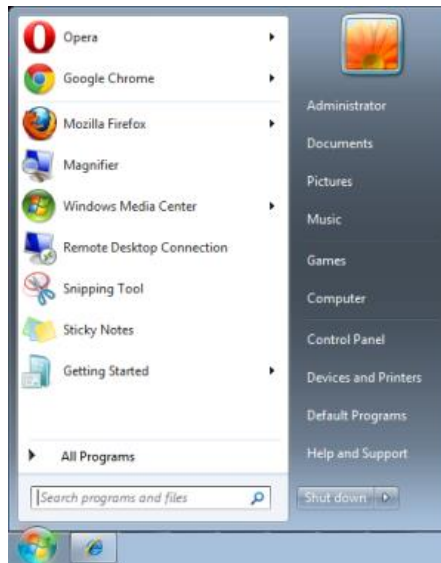 Opera
Google Chrome
Mozilla Firefox
Magnifier
Windows Media Center
Remote Desktop Connection
Snipping Tool
Sticky Notes
Getting Started
All Programs
Search programs and files
Administrator
Documents
Pictures
Music
Games
Computer
Control Panel
Devices and Printers
Default Programs
Help and Support
Shut down